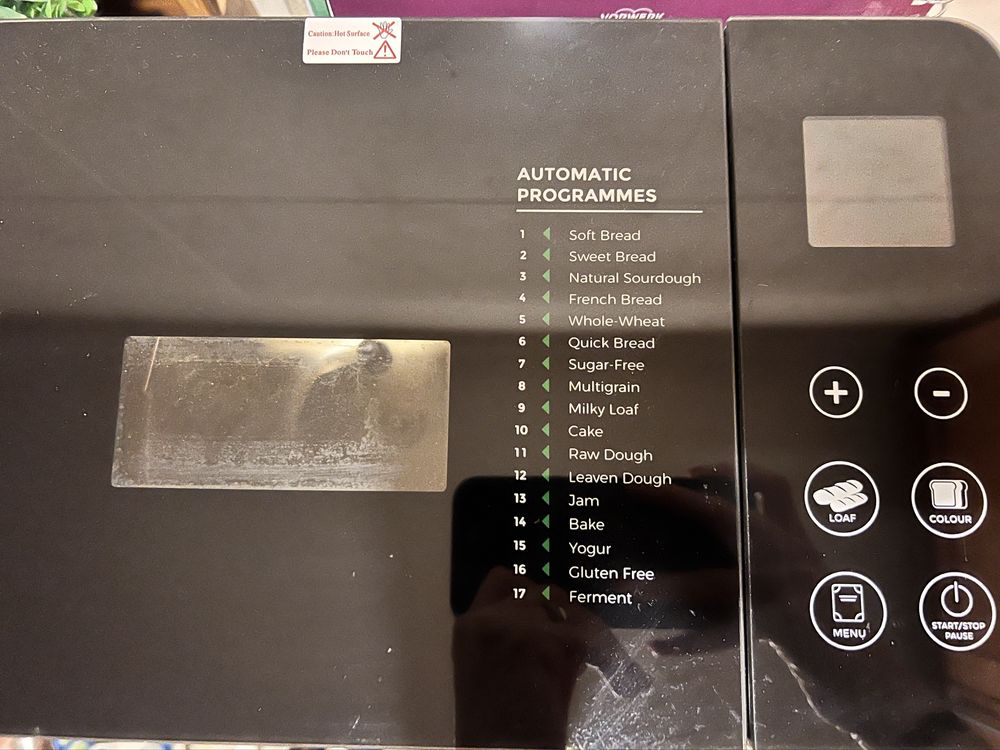 VORWERK
Caution:Hot Surface
Please Don't Touch
AUTOMATIC
PROGRAMMES
1 Soft Bread
2 Sweet Bread
3 Natural Sourdough
4 French Bread
5 Whole-Wheat
6 Quick Bread
7 Sugar-Free
8 Multigrain
9 Milky Loaf
10 Cake
11 Raw Dough
12 Leaven Dough
13 Jam
14 Bake
15 Yogur
16 Gluten Free
17 Ferment
+ -
LOAF
COLOUR
MENU
START/STOP
PAUSE